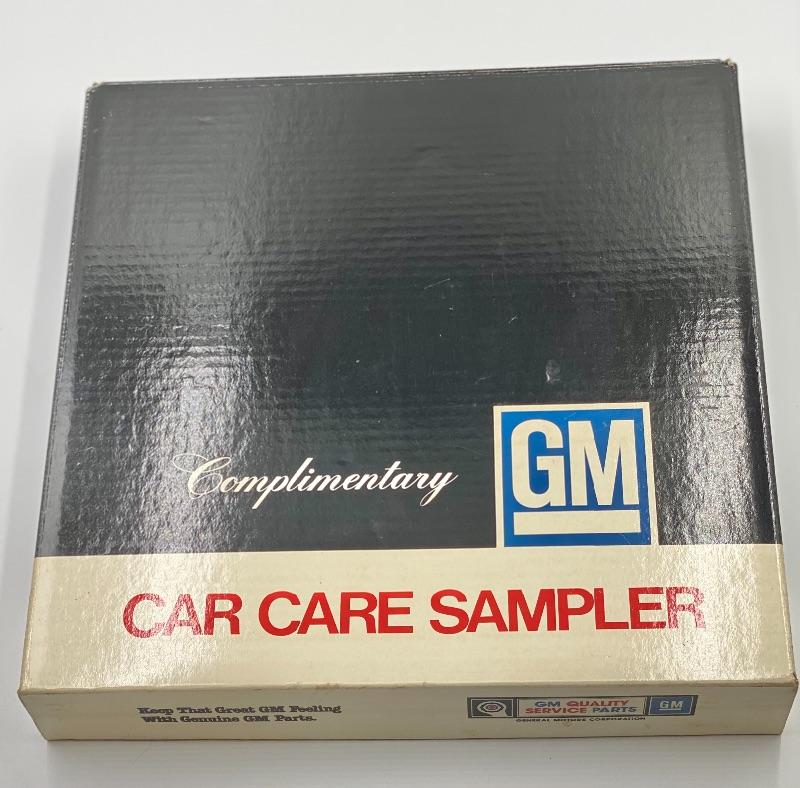 Complimentary
GM
CAR CARE SAMPLER
Keep That Great GM Feeling
With Genuine GM Parts.
GM QUALITY
SERVICE PARTS
GM
GENERAL MOTORS CORPORATION